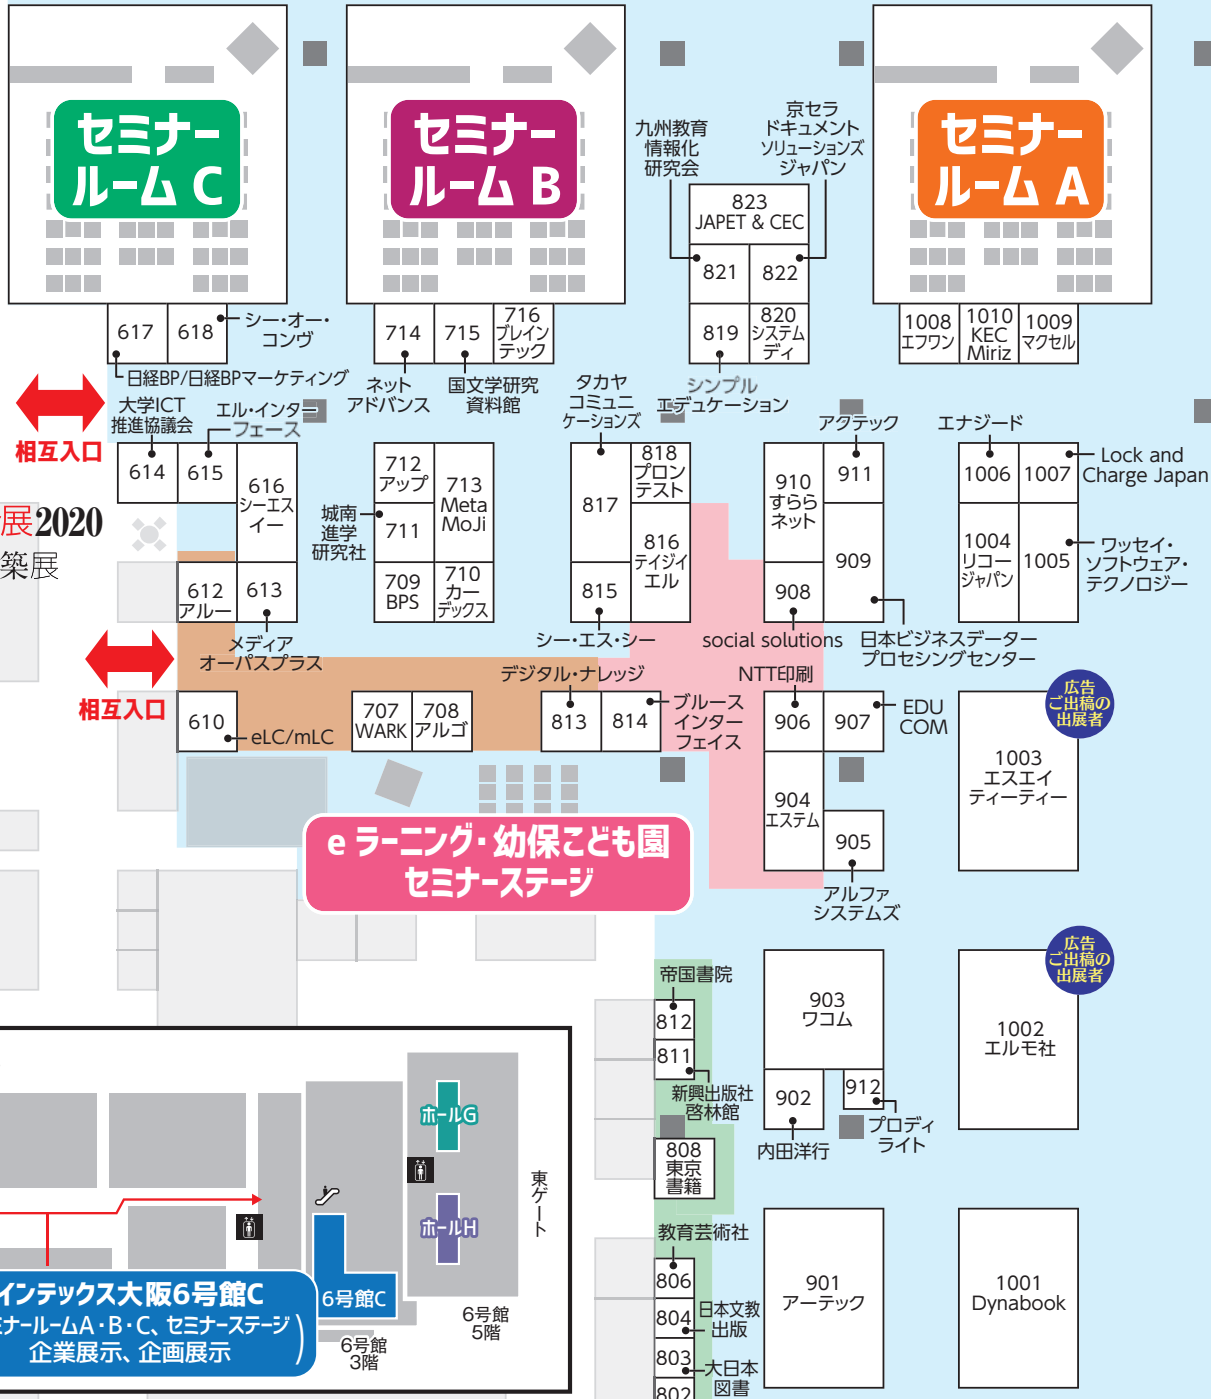 セミナー
ルーム C
セミナー
ルーム B
セミナー
ルーム A
九州教育
情報化
研究会
京セラ
ドキュメント
ソリューションズ
ジャパン
823
JAPET & CEC
821
822
819
820
システム
ディ
617
618
シー・オー・
コンヴ
714
715
716
ブレイン
テック
1008
エフワン
1010
KEC
Miriz
1009
マクセル
日経BP/日経BPマーケティング
ネット
アドバンス
国文学研究
資料館
タカヤ
コミュニ
ケーションズ
シンプル
エデュケーション
相互入口
大学ICT
推進協議会
エル・インター
フェース
アクテック
エナジード
614
615
616
シーエス
イー
712
アップ
713
Meta
MoJi
711
城南
進学
研究社
709
BPS
710
カー
デックス
817
818
プロン
テスト
816
テイジイ
エル
815
910
すらら
ネット
911
909
908
1006
1007
Lock and
Charge Japan
1004
リコー
ジャパン
1005
ワッセイ・
ソフトウェア・
テクノロジー
展2020
築展
612
アルー
613
メディア
オーパスプラス
シー・エス・シー
social solutions
日本ビジネスデーター
プロセシングセンター
相互入口
デジタル・ナレッジ
NTT印刷
610
eLC/mLC
707
WARK
708
アルゴ
813
814
ブルース
インター
フェイス
906
907
EDU
COM
広告
ご出稿の
出展者
1003
エスエイ
ティーティー
904
エステム
905
アルファ
システムズ
e ラーニング・幼保こども園
セミナーステージ
帝国書院
812
811
新興出版社
啓林館
903
ワコム
902
912
内田洋行
プロディ
ライト
広告
ご出稿の
出展者
1002
エルモ社
808
東京
書籍
教育芸術社
806
804
日本文教
出版
803
大日本
図書
802
901
アーテック
1001
Dynabook
ホールG
ホールH
東ゲート
6号館C
6号館
3階
6号館
5階
インテックス大阪6号館C
ミナールームA・B・C、セミナーステージ
企業展示、企画展示）